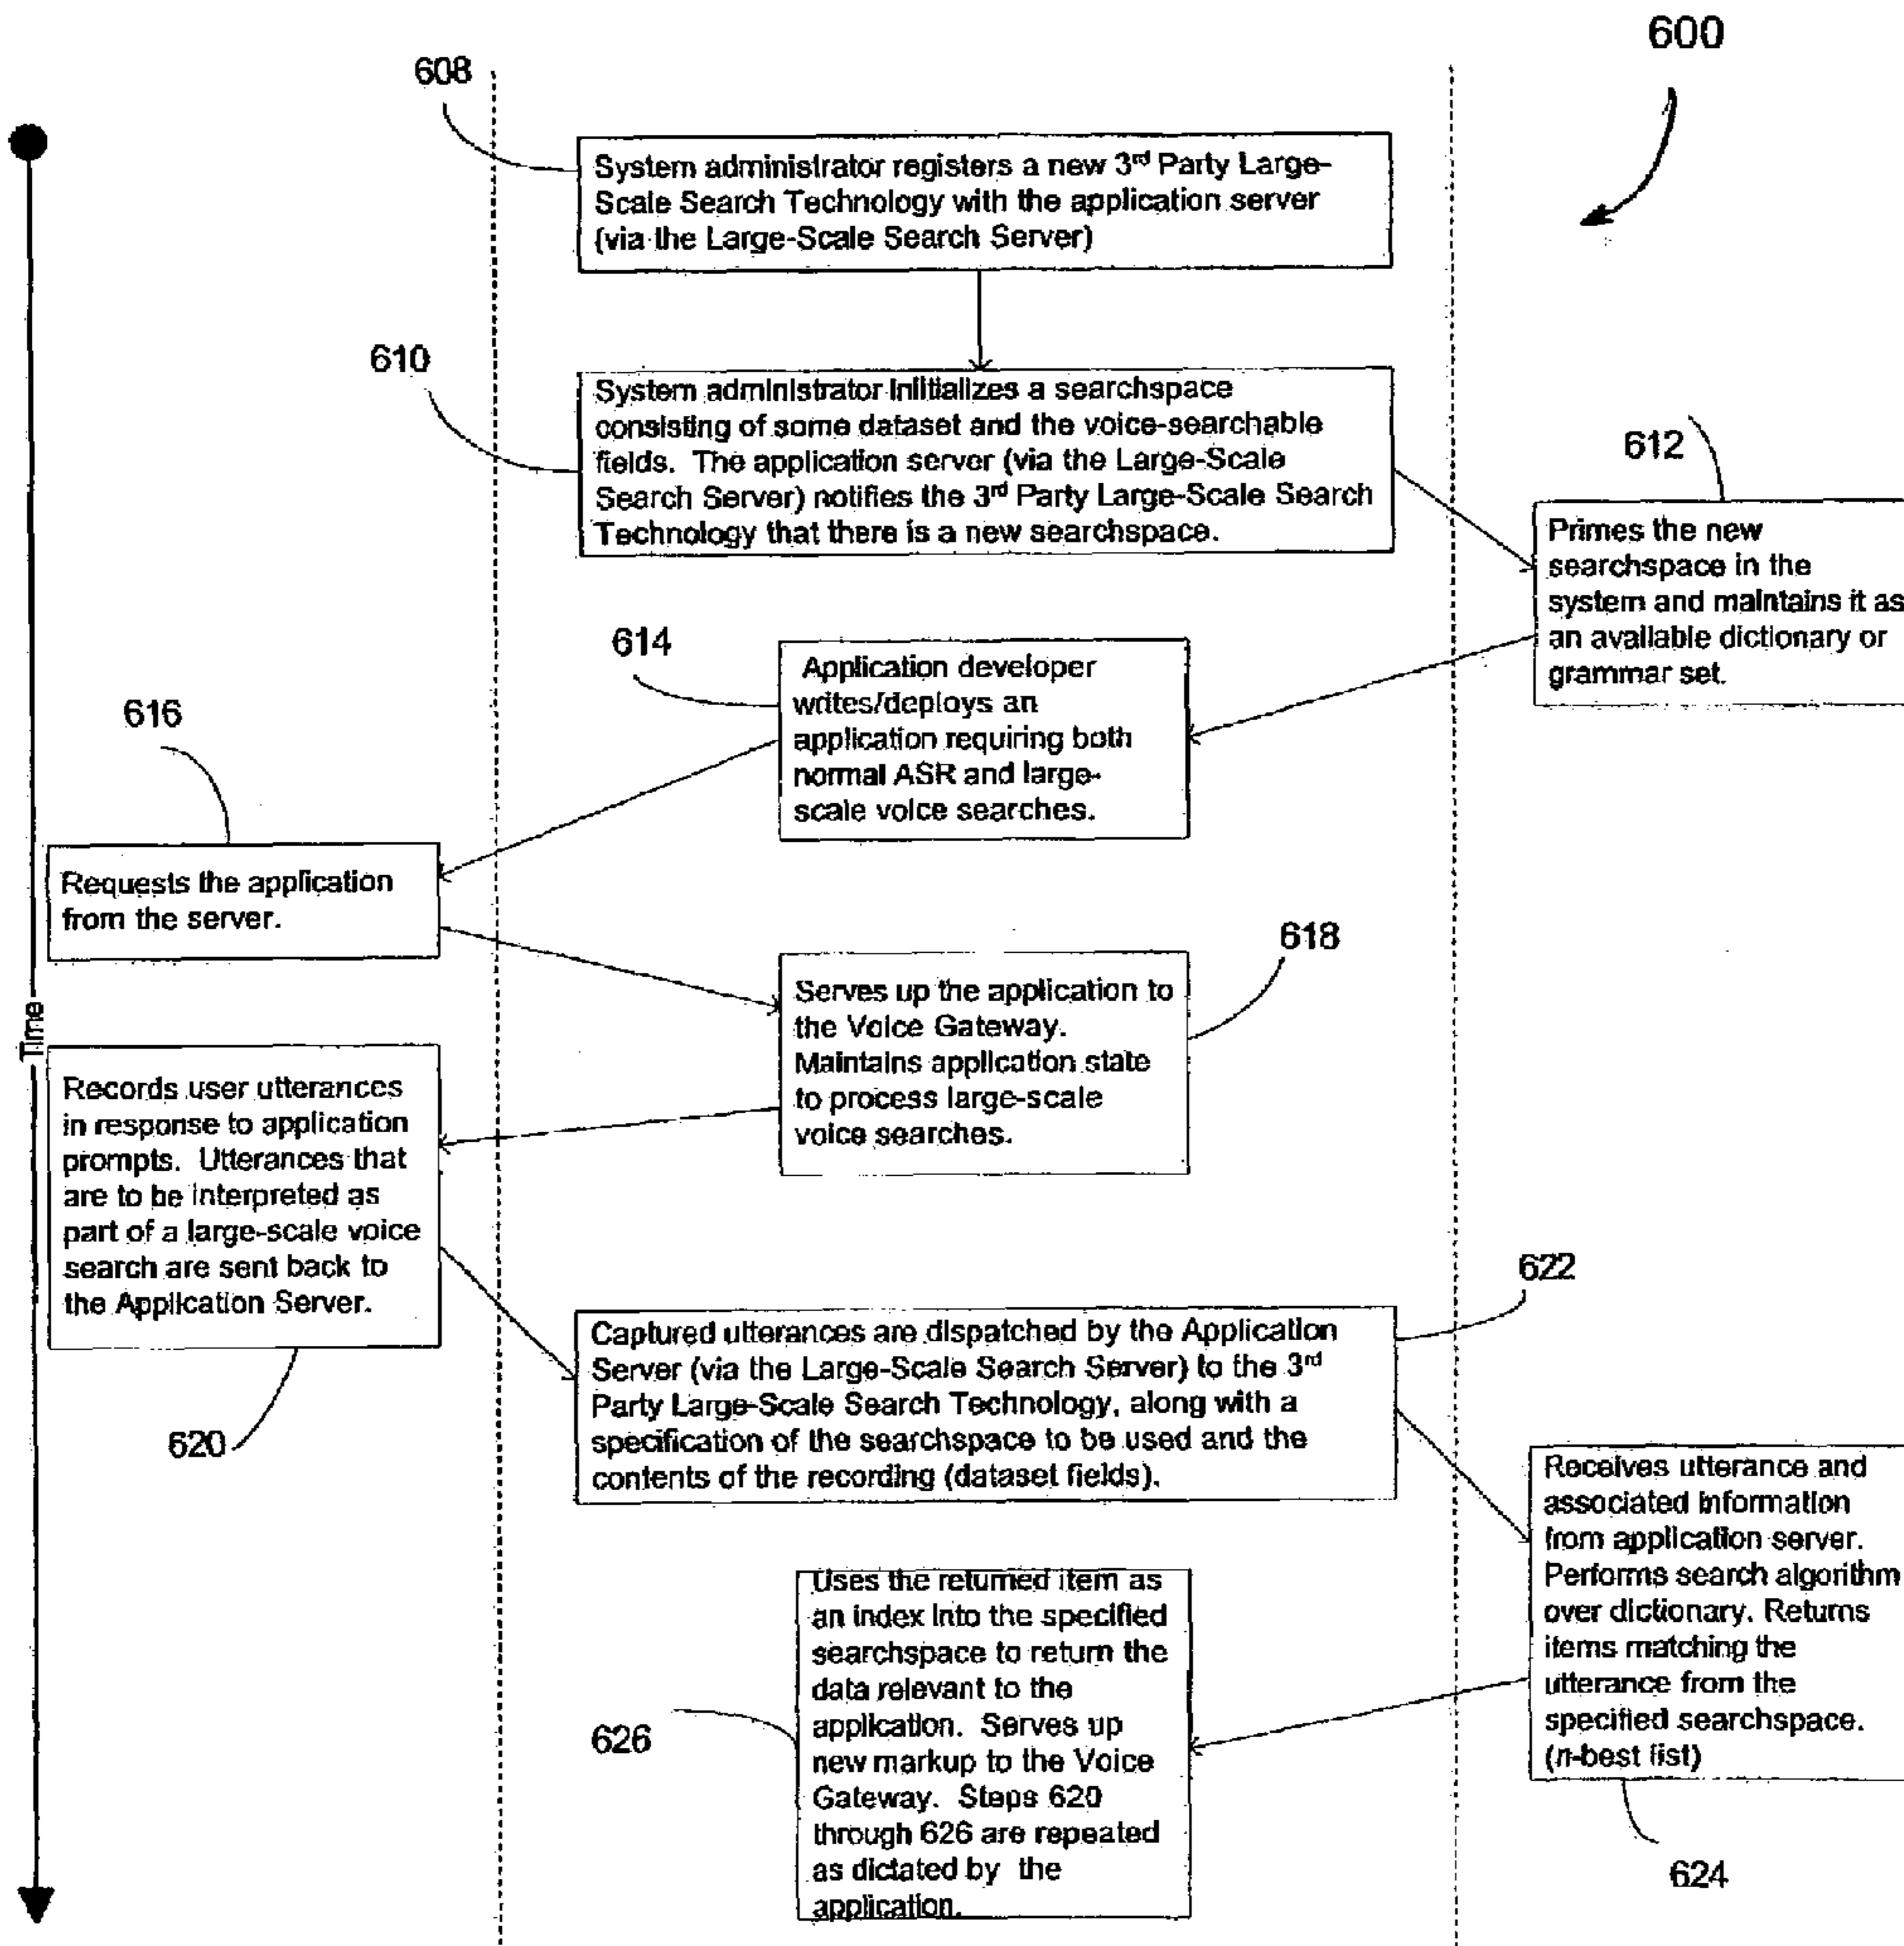 600
608
System administrator registers a new 3rd Party Large-
Scale Search Technology with the application server
(via the Large-Scale Search Server)
610
System administrator initializes a searchspace
consisting of some dataset and the voice-searchable
fields. The application server (via the Large-Scale
Search Server) notifies the 3rd Party Large-Scale Search
Technology that there is a new searchspace.
612
Primes the new
searchspace in the
system and maintains it as
an available dictionary or
grammar set.
614
Application developer
writes/deploys an
application requiring both
normal ASR and large-
scale voice searches.
616
Requests the application
from the server.
618
Serves up the application to
the Voice Gateway.
Maintains application state
to process large-scale
voice searches.
Time
Records user utterances
in response to application
prompts. Utterances that
are to be interpreted as
part of a large-scale voice
search are sent back to
the Application Server.
620
622
Captured utterances are dispatched by the Application
Server (via the Large-Scale Search Server) to the 3rd
Party Large-Scale Search Technology, along with a
specification of the searchspace to be used and the
contents of the recording (dataset fields).
Receives utterance and
associated information
from application server.
Performs search algorithm
over dictionary. Returns
items matching the
utterance from the
specified searchspace.
(n-best list)
624
Uses the returned item as
an index into the specified
searchspace to return the
data relevant to the
application. Serves up
new markup to the Voice
Gateway. Steps 620
through 626 are repeated
as dictated by the
application.
626